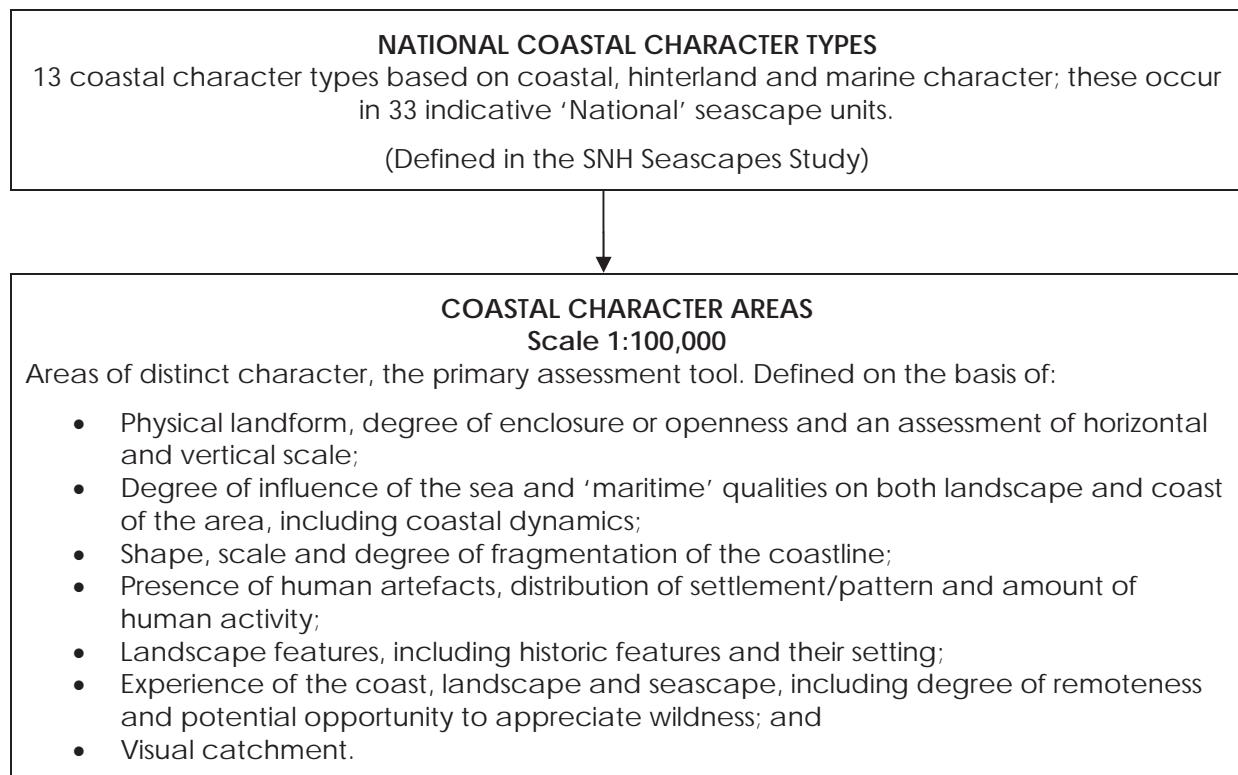 NATIONAL COASTAL CHARACTER TYPES
13 coastal character types based on coastal, hinterland and marine character; these occur
in 33 indicative ‘National’ seascape units.
(Defined in the SNH Seascapes Study)
COASTAL CHARACTER AREAS
Scale 1:100,000
Areas of distinct character, the primary assessment tool. Defined on the basis of:
• Physical landform, degree of enclosure or openness and an assessment of horizontal
and vertical scale;
• Degree of influence of the sea and ‘maritime’ qualities on both landscape and coast
of the area, including coastal dynamics;
• Shape, scale and degree of fragmentation of the coastline;
• Presence of human artefacts, distribution of settlement/pattern and amount of
human activity;
• Landscape features, including historic features and their setting;
• Experience of the coast, landscape and seascape, including degree of remoteness
and potential opportunity to appreciate wildness; and
• Visual catchment.